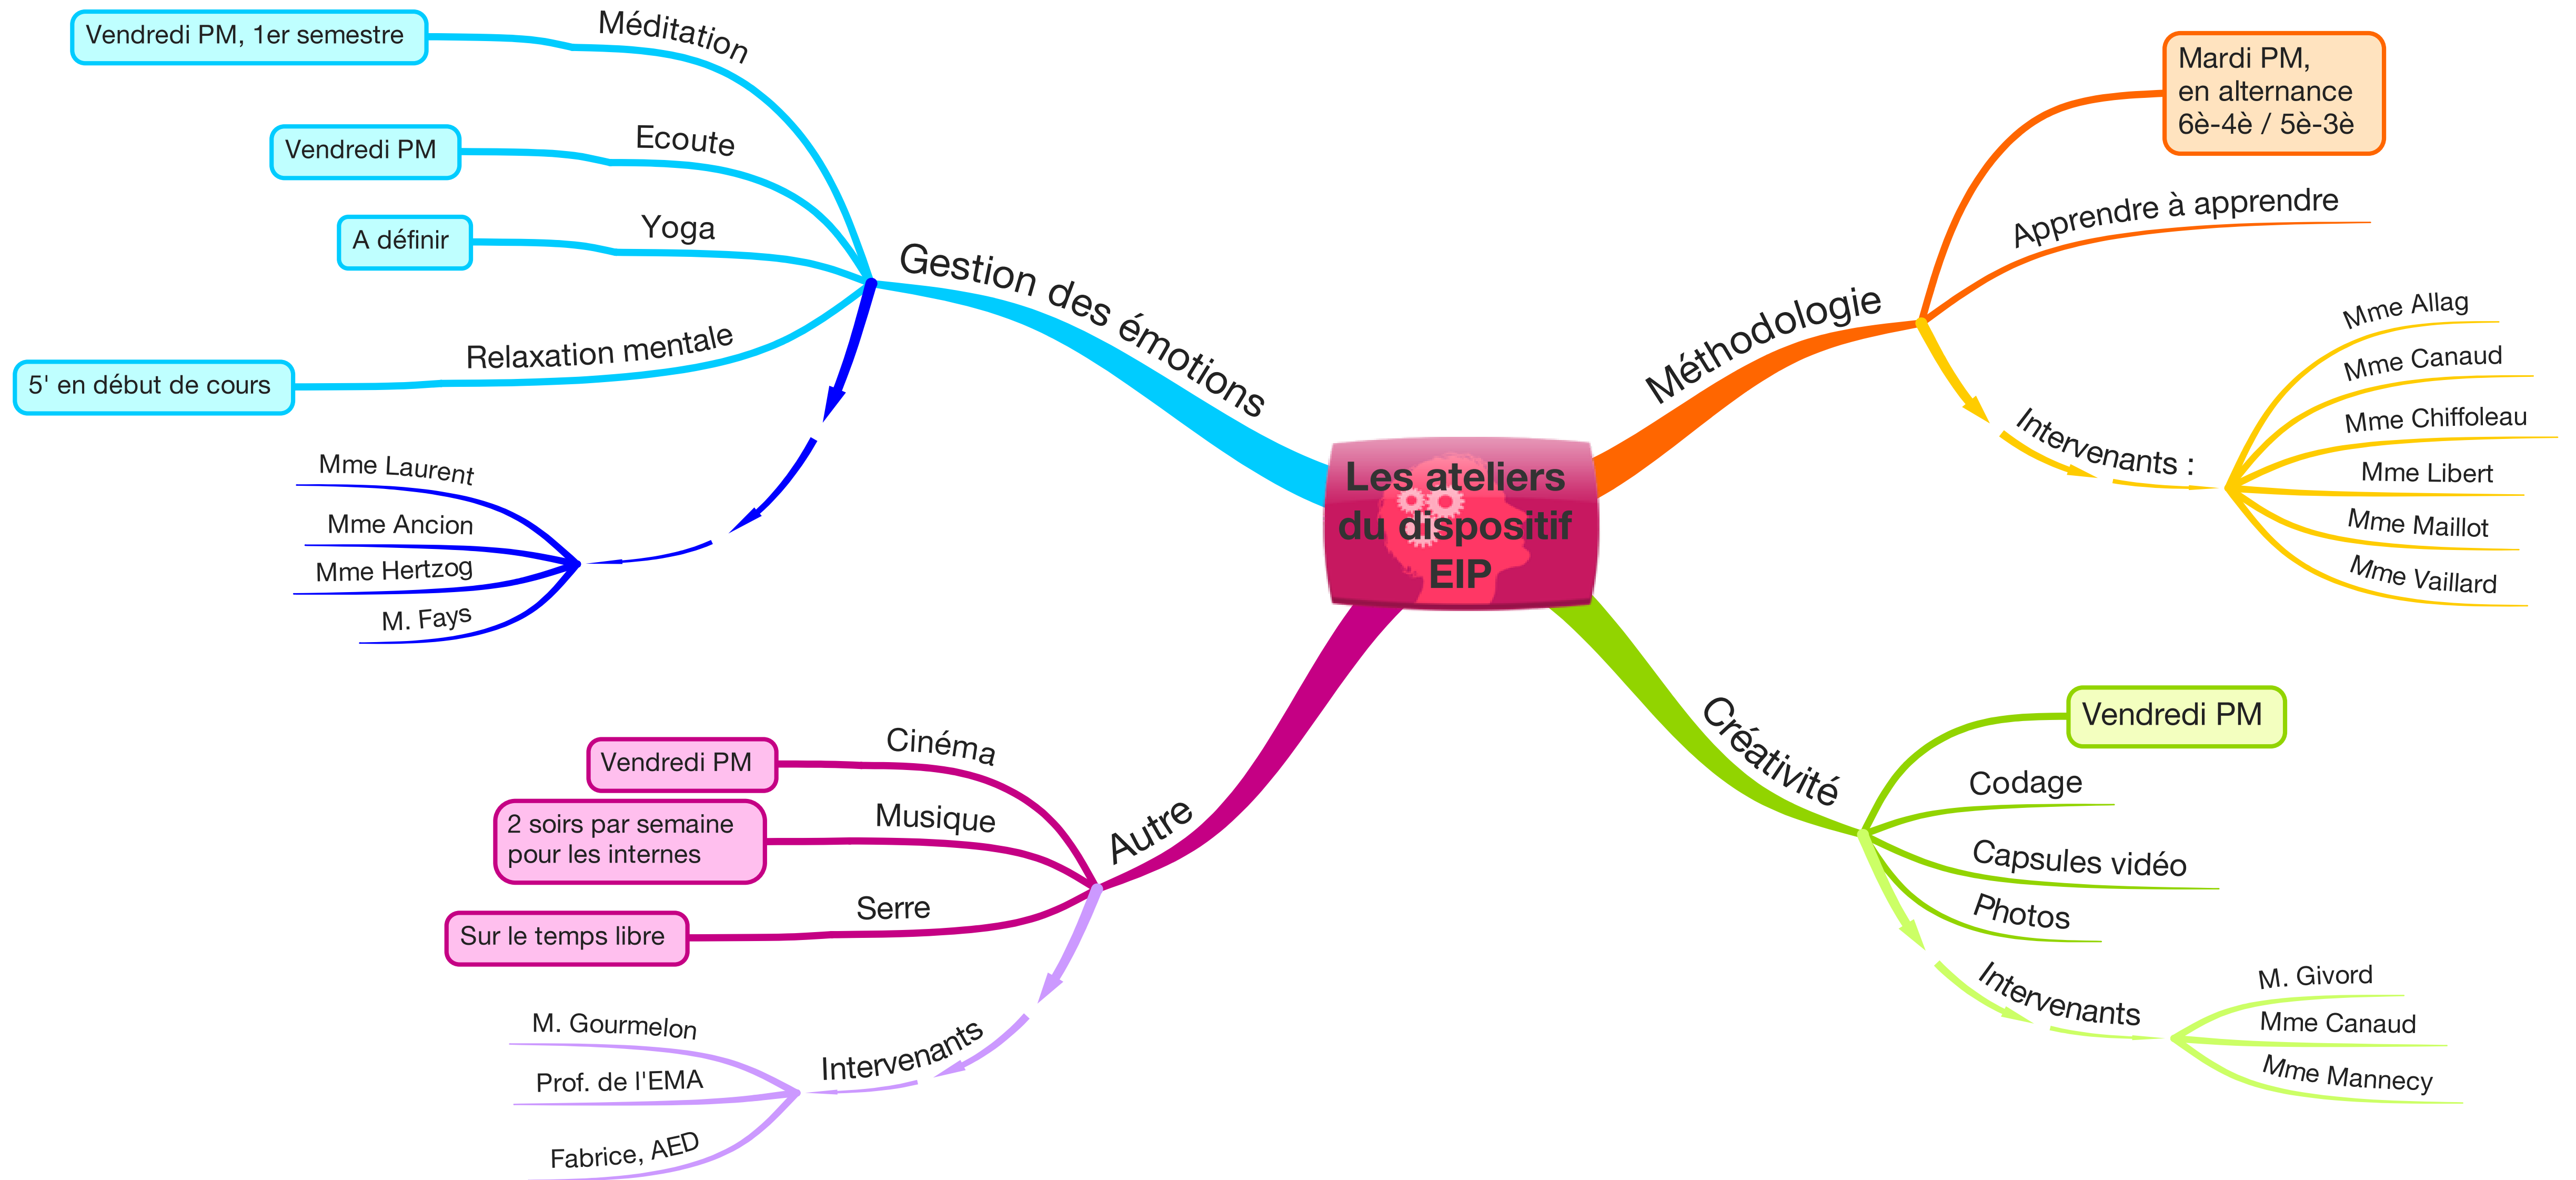 Les ateliers
du dispositif
EIP
Méthodologie
Mardi PM,
en alternance
6è-4è / 5è-3è
Apprendre à apprendre
Intervenants :
Mme Allag
Mme Canaud
Mme Chiffoleau
Mme Libert
Mme Maillot
Mme Vaillard
Créativité
Vendredi PM
Codage
Capsules vidéo
Photos
Intervenants
M. Givord
Mme Canaud
Mme Mannecy
Autre
Cinéma
Vendredi PM
Musique
2 soirs par semaine
pour les internes
Serre
Sur le temps libre
Intervenants
M. Gourmelon
Prof. de l'EMA
Fabrice, AED
Gestion des émotions
Méditation
Vendredi PM, 1er semestre
Ecoute
Vendredi PM
Yoga
A définir
Relaxation mentale
5' en début de cours
Mme Laurent
Mme Ancion
Mme Hertzog
M. Fays